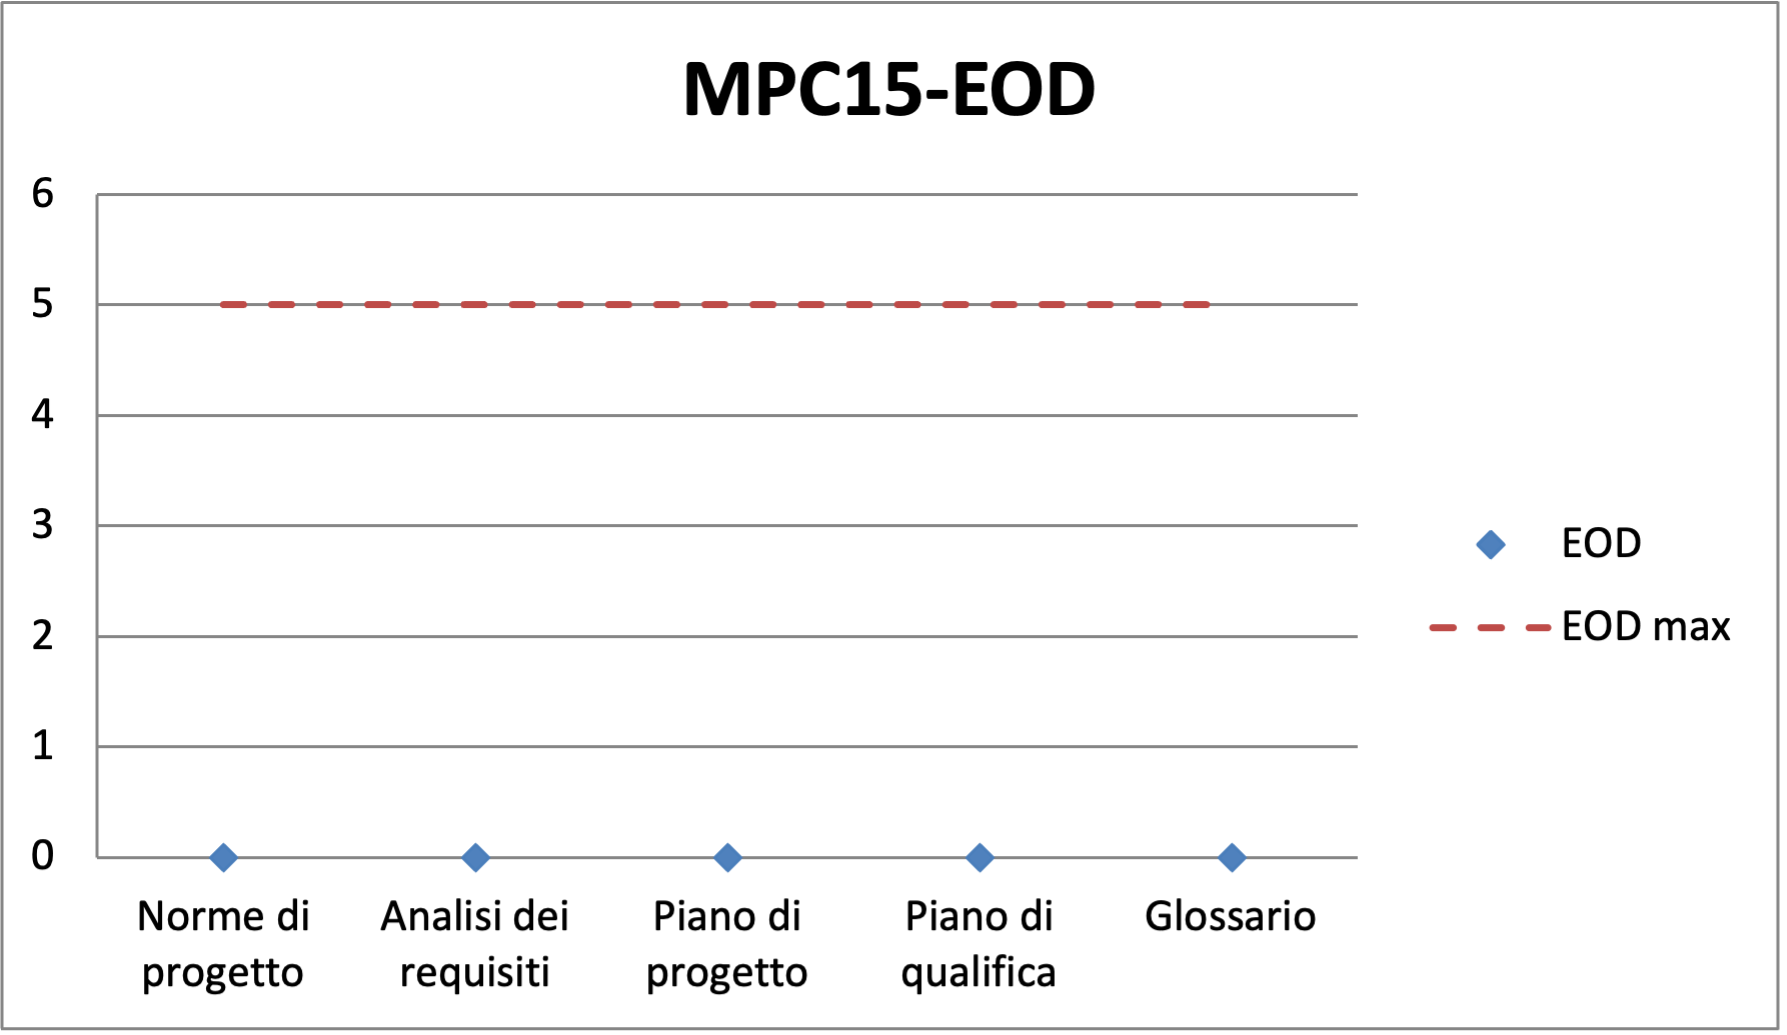 MPC15-EOD
6
5
4
3
2
1
0
EOD
EOD max
Norme di
progetto
Analisi dei
requisiti
Piano di
progetto
Piano di
qualifica
Glossario